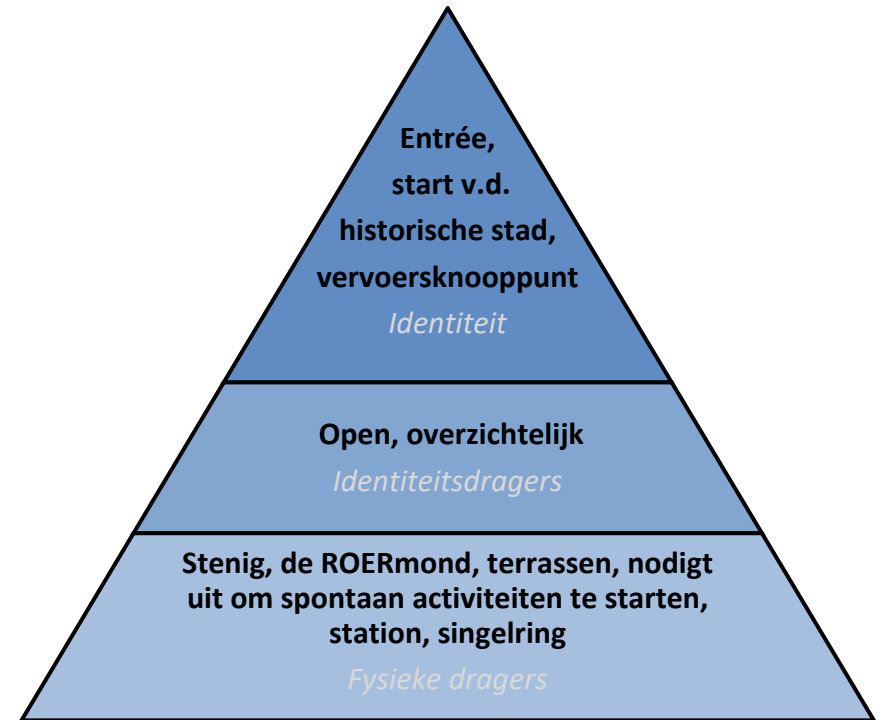 Entrée,
start v.d.
historische stad,
vervoersknooppunt
Identiteit
Open, overzichtelijk
Identiteitsdragers
Stenig, de ROERmond, terrassen, nodigt
uit om spontaan activiteiten te starten,
station, singelring
Fysieke dragers